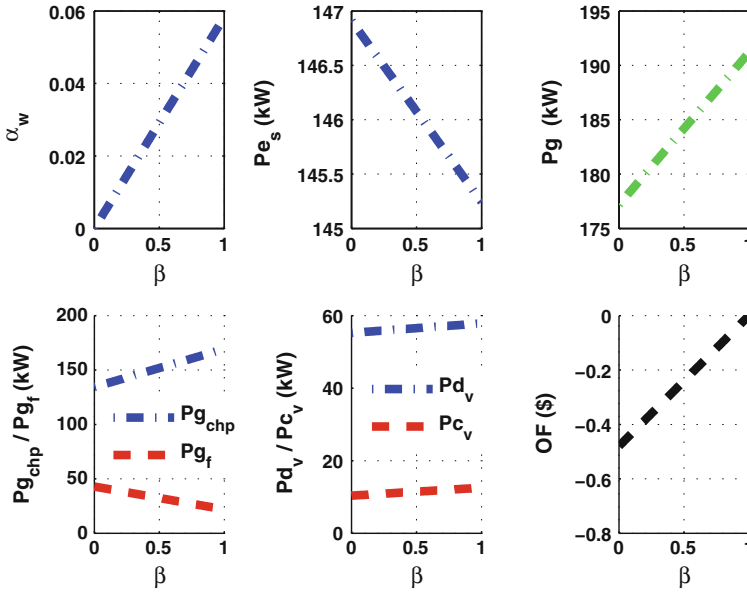 0.06
0.04
0.02
0
0 0.5 1
α_w
β
147
146.5
146
145.5
145
0 0.5 1
Pe_s (kW)
β
195
190
185
180
175
0 0.5 1
Pg (kW)
β
200
150
100
50
0
0 0.5 1
Pg_chp / Pg_f (kW)
Pg_chp
Pg_f
β
60
40
20
0
0 0.5 1
Pd_v / Pc_v (kW)
Pd_v
Pc_v
β
0
−0.2
−0.4
−0.6
−0.8
0 0.5 1
OF ($)
β